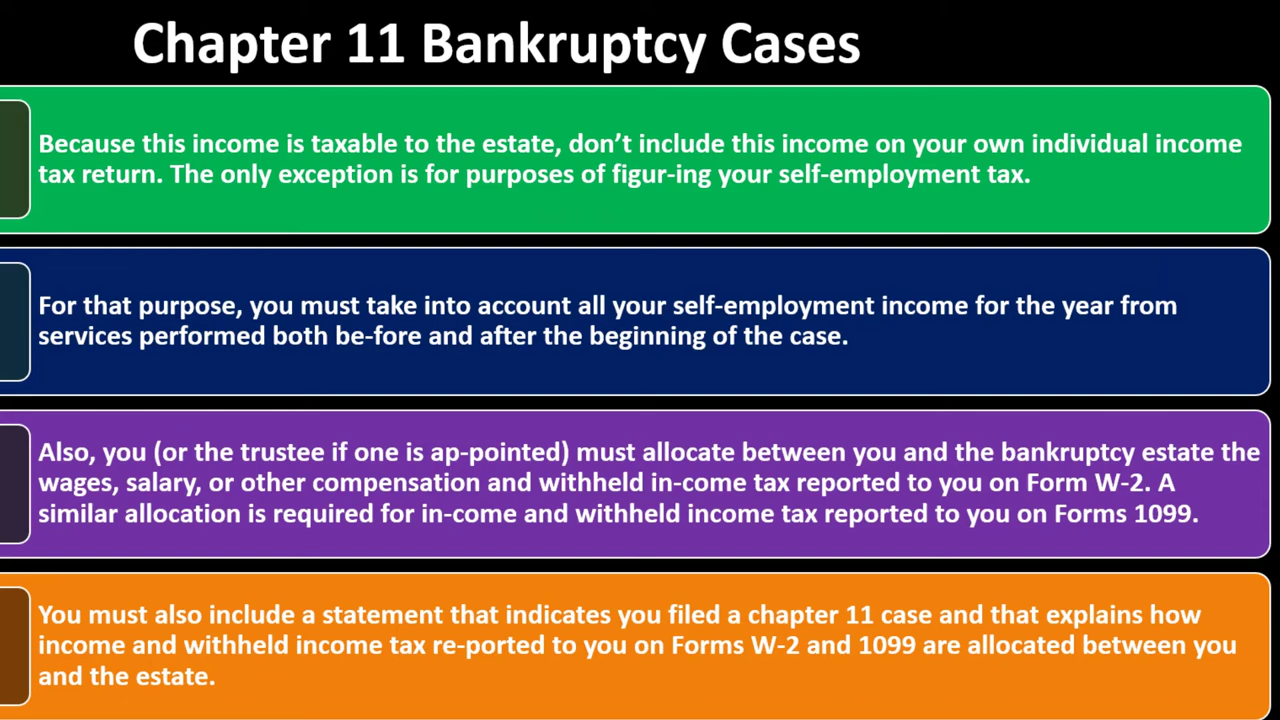 Chapter 11 Bankruptcy Cases
Because this income is taxable to the estate, don’t include this income on your own individual income
tax return. The only exception is for purposes of figur-ing your self-employment tax.
For that purpose, you must take into account all your self-employment income for the year from
services performed both be-fore and after the beginning of the case.
Also, you (or the trustee if one is ap-pointed) must allocate between you and the bankruptcy estate the
wages, salary, or other compensation and withheld in-come tax reported to you on Form W-2. A
similar allocation is required for in-come and withheld income tax reported to you on Forms 1099.
You must also include a statement that indicates you filed a chapter 11 case and that explains how
income and withheld income tax re-ported to you on Forms W-2 and 1099 are allocated between you
and the estate.